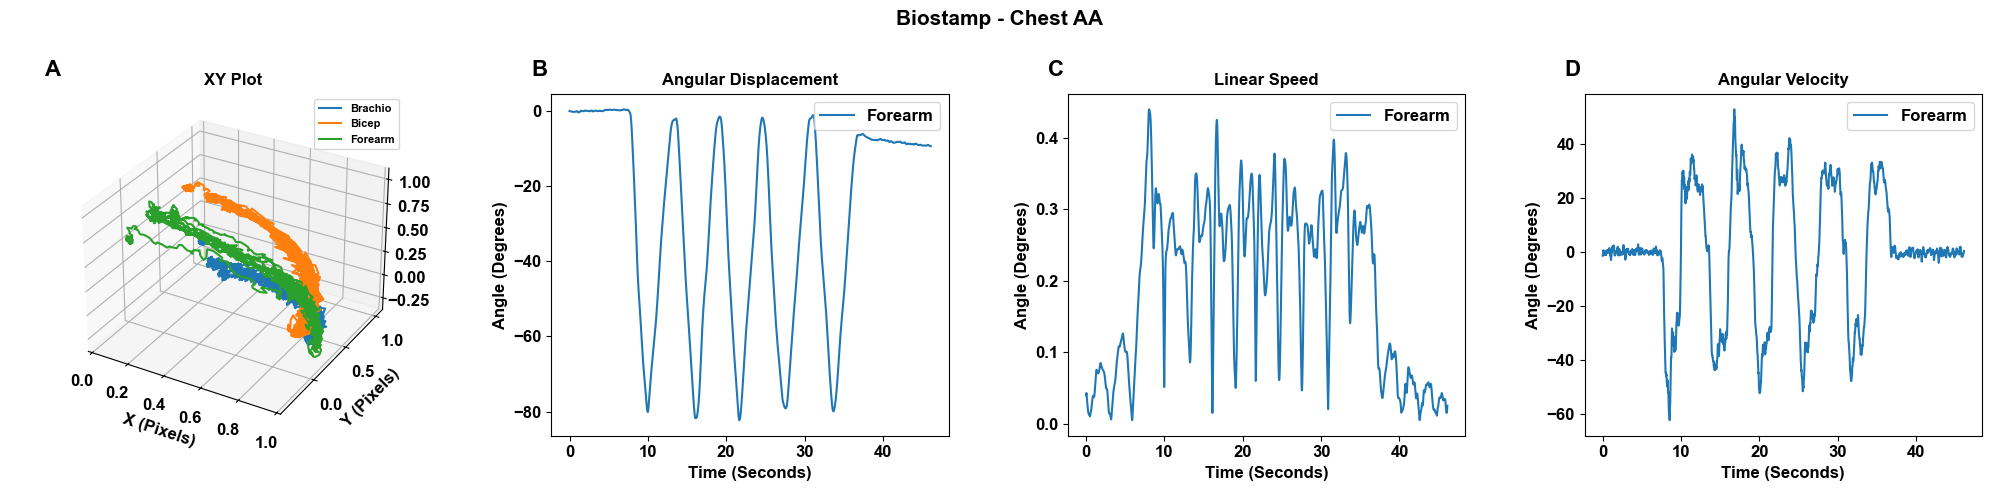 Biostamp - Chest AA
A
XY Plot
Brachio
Bicep
Forearm
1.00
0.75
0.50
0.25
0.00
−0.25
1.0
0.5
0.0
Y (Pixels)
0.0
0.2
0.4
0.6
0.8
1.0
X (Pixels)
B
Angular Displacement
Forearm
Angle (Degrees)
0
−20
−40
−60
−80
0 10 20 30 40
Time (Seconds)
C
Linear Speed
Forearm
Angle (Degrees)
0.4
0.3
0.2
0.1
0.0
0 10 20 30 40
Time (Seconds)
D
Angular Velocity
Forearm
Angle (Degrees)
40
20
0
−20
−40
−60
0 10 20 30 40
Time (Seconds)